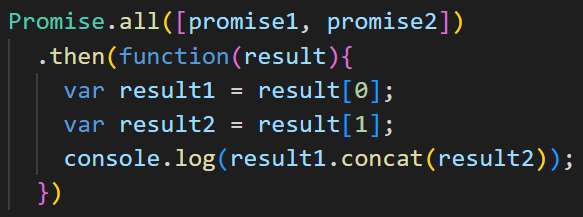 Promise.all([promise1, promise2])
  .then(function(result){
    var result1 = result[0];
    var result2 = result[1];
    console.log(result1.concat(result2));
  })